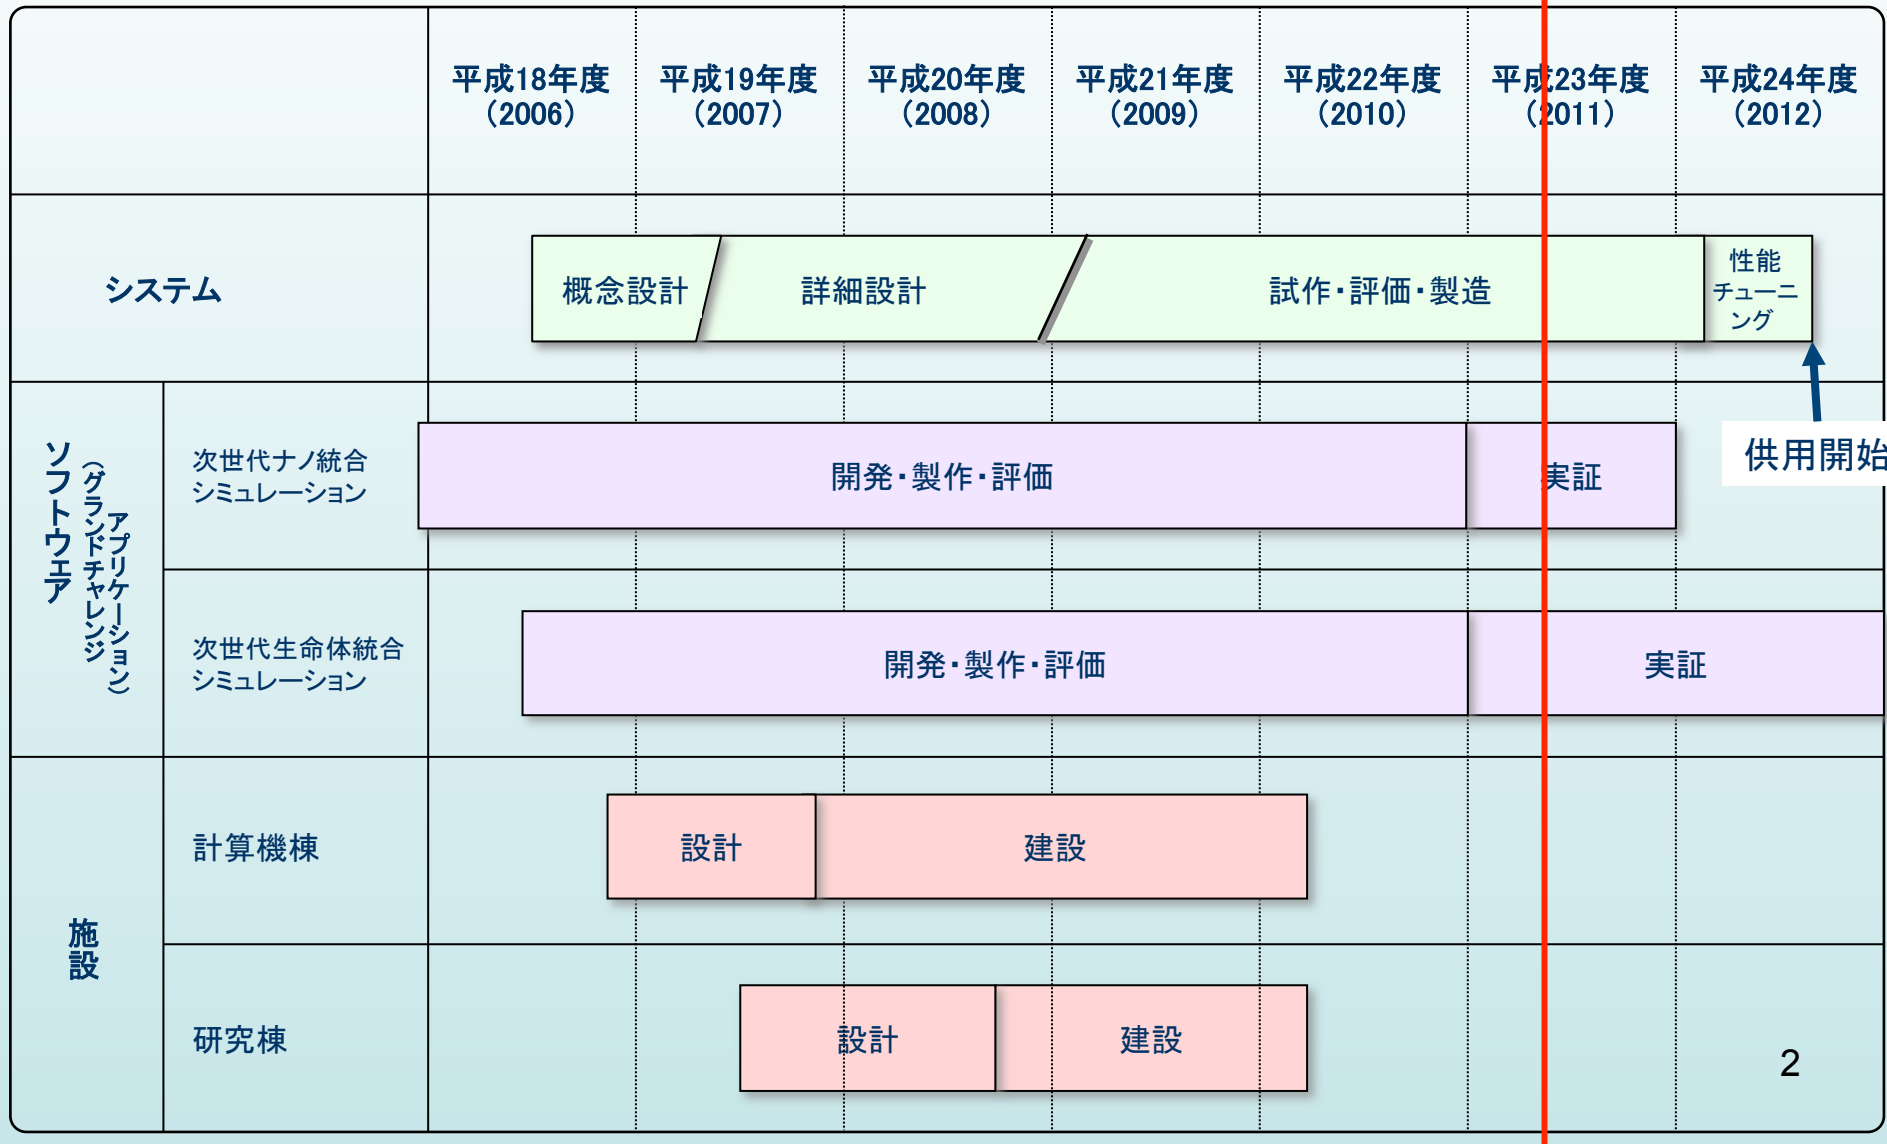 平成18年度
（2006）
平成19年度
（2007）
平成20年度
（2008）
平成21年度
（2009）
平成22年度
（2010）
平成23年度
（2011）
平成24年度
（2012）
システム
概念設計
詳細設計
試作・評価・製造
性能
チューニ
ング
供用開始
ソフトウェア
（グランドチャレンジ
アプリケーション）
次世代ナノ統合
シミュレーション
開発・製作・評価
実証
次世代生命体統合
シミュレーション
開発・製作・評価
実証
施設
計算機棟
設計
建設
研究棟
設計
建設
2